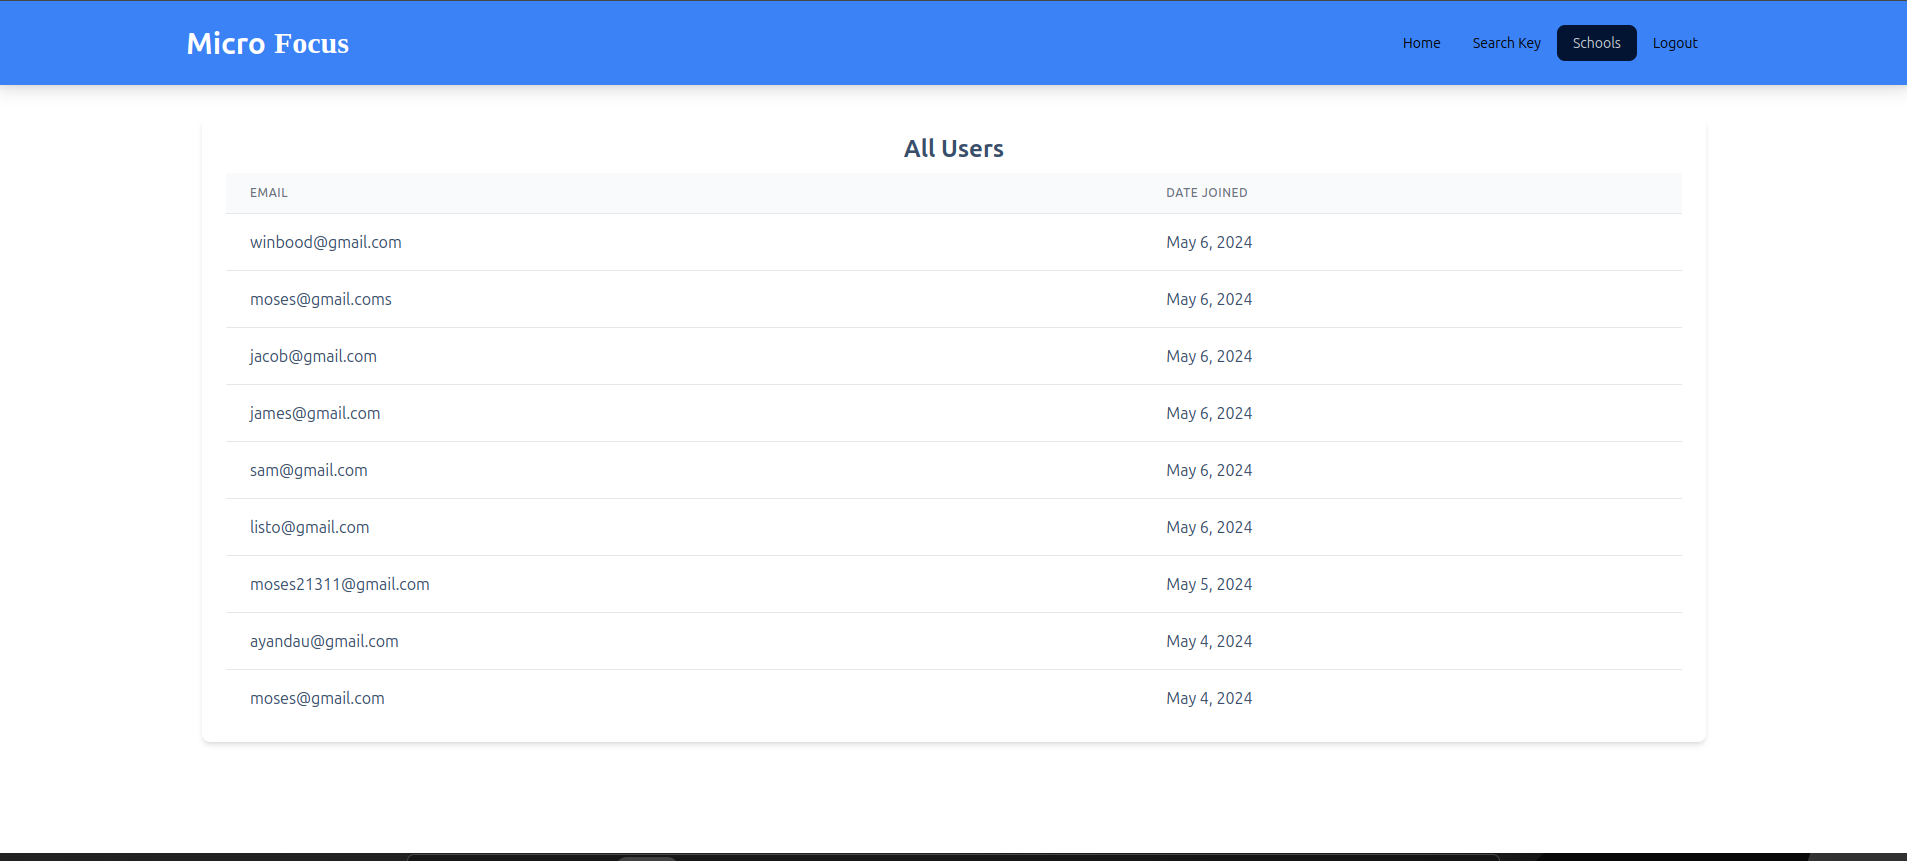 Micro Focus Home Search Key Schools Logout
All Users
EMAIL DATE JOINED
winbood@gmail.com May 6, 2024
moses@gmail.coms May 6, 2024
jacob@gmail.com May 6, 2024
james@gmail.com May 6, 2024
sam@gmail.com May 6, 2024
listo@gmail.com May 6, 2024
moses21311@gmail.com May 5, 2024
ayandau@gmail.com May 4, 2024
moses@gmail.com May 4, 2024